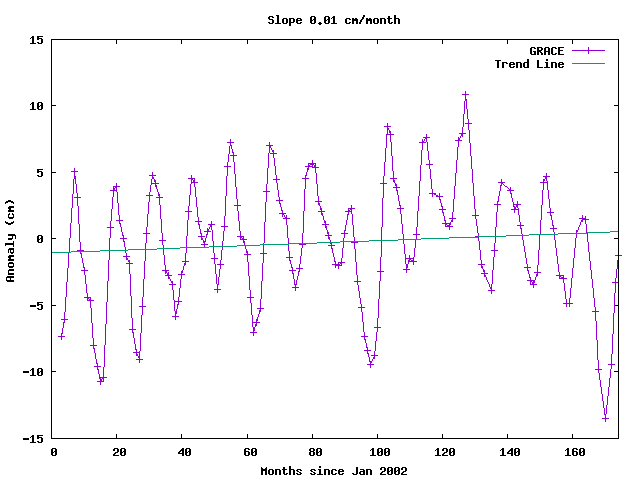 Slope 0.01 cm/month
GRACE
Trend Line
15
10
5
0
-5
-10
-15
Anomaly (cm)
0 20 40 60 80 100 120 140 160
Months since Jan 2002